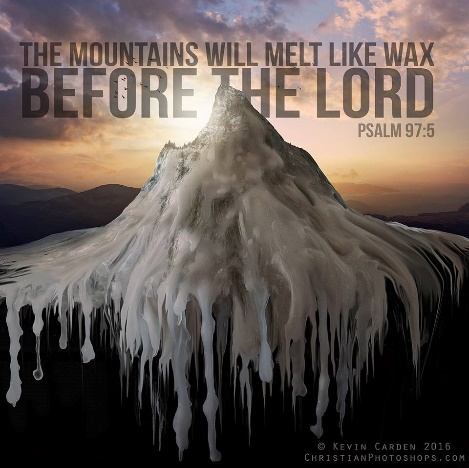 THE MOUNTAINS WILL MELT LIKE WAX
BEFORE THE LORD
PSALM 97:5
© KEVIN CARDEN 2016
CHRISTIANPHOTOSHOPS.COM